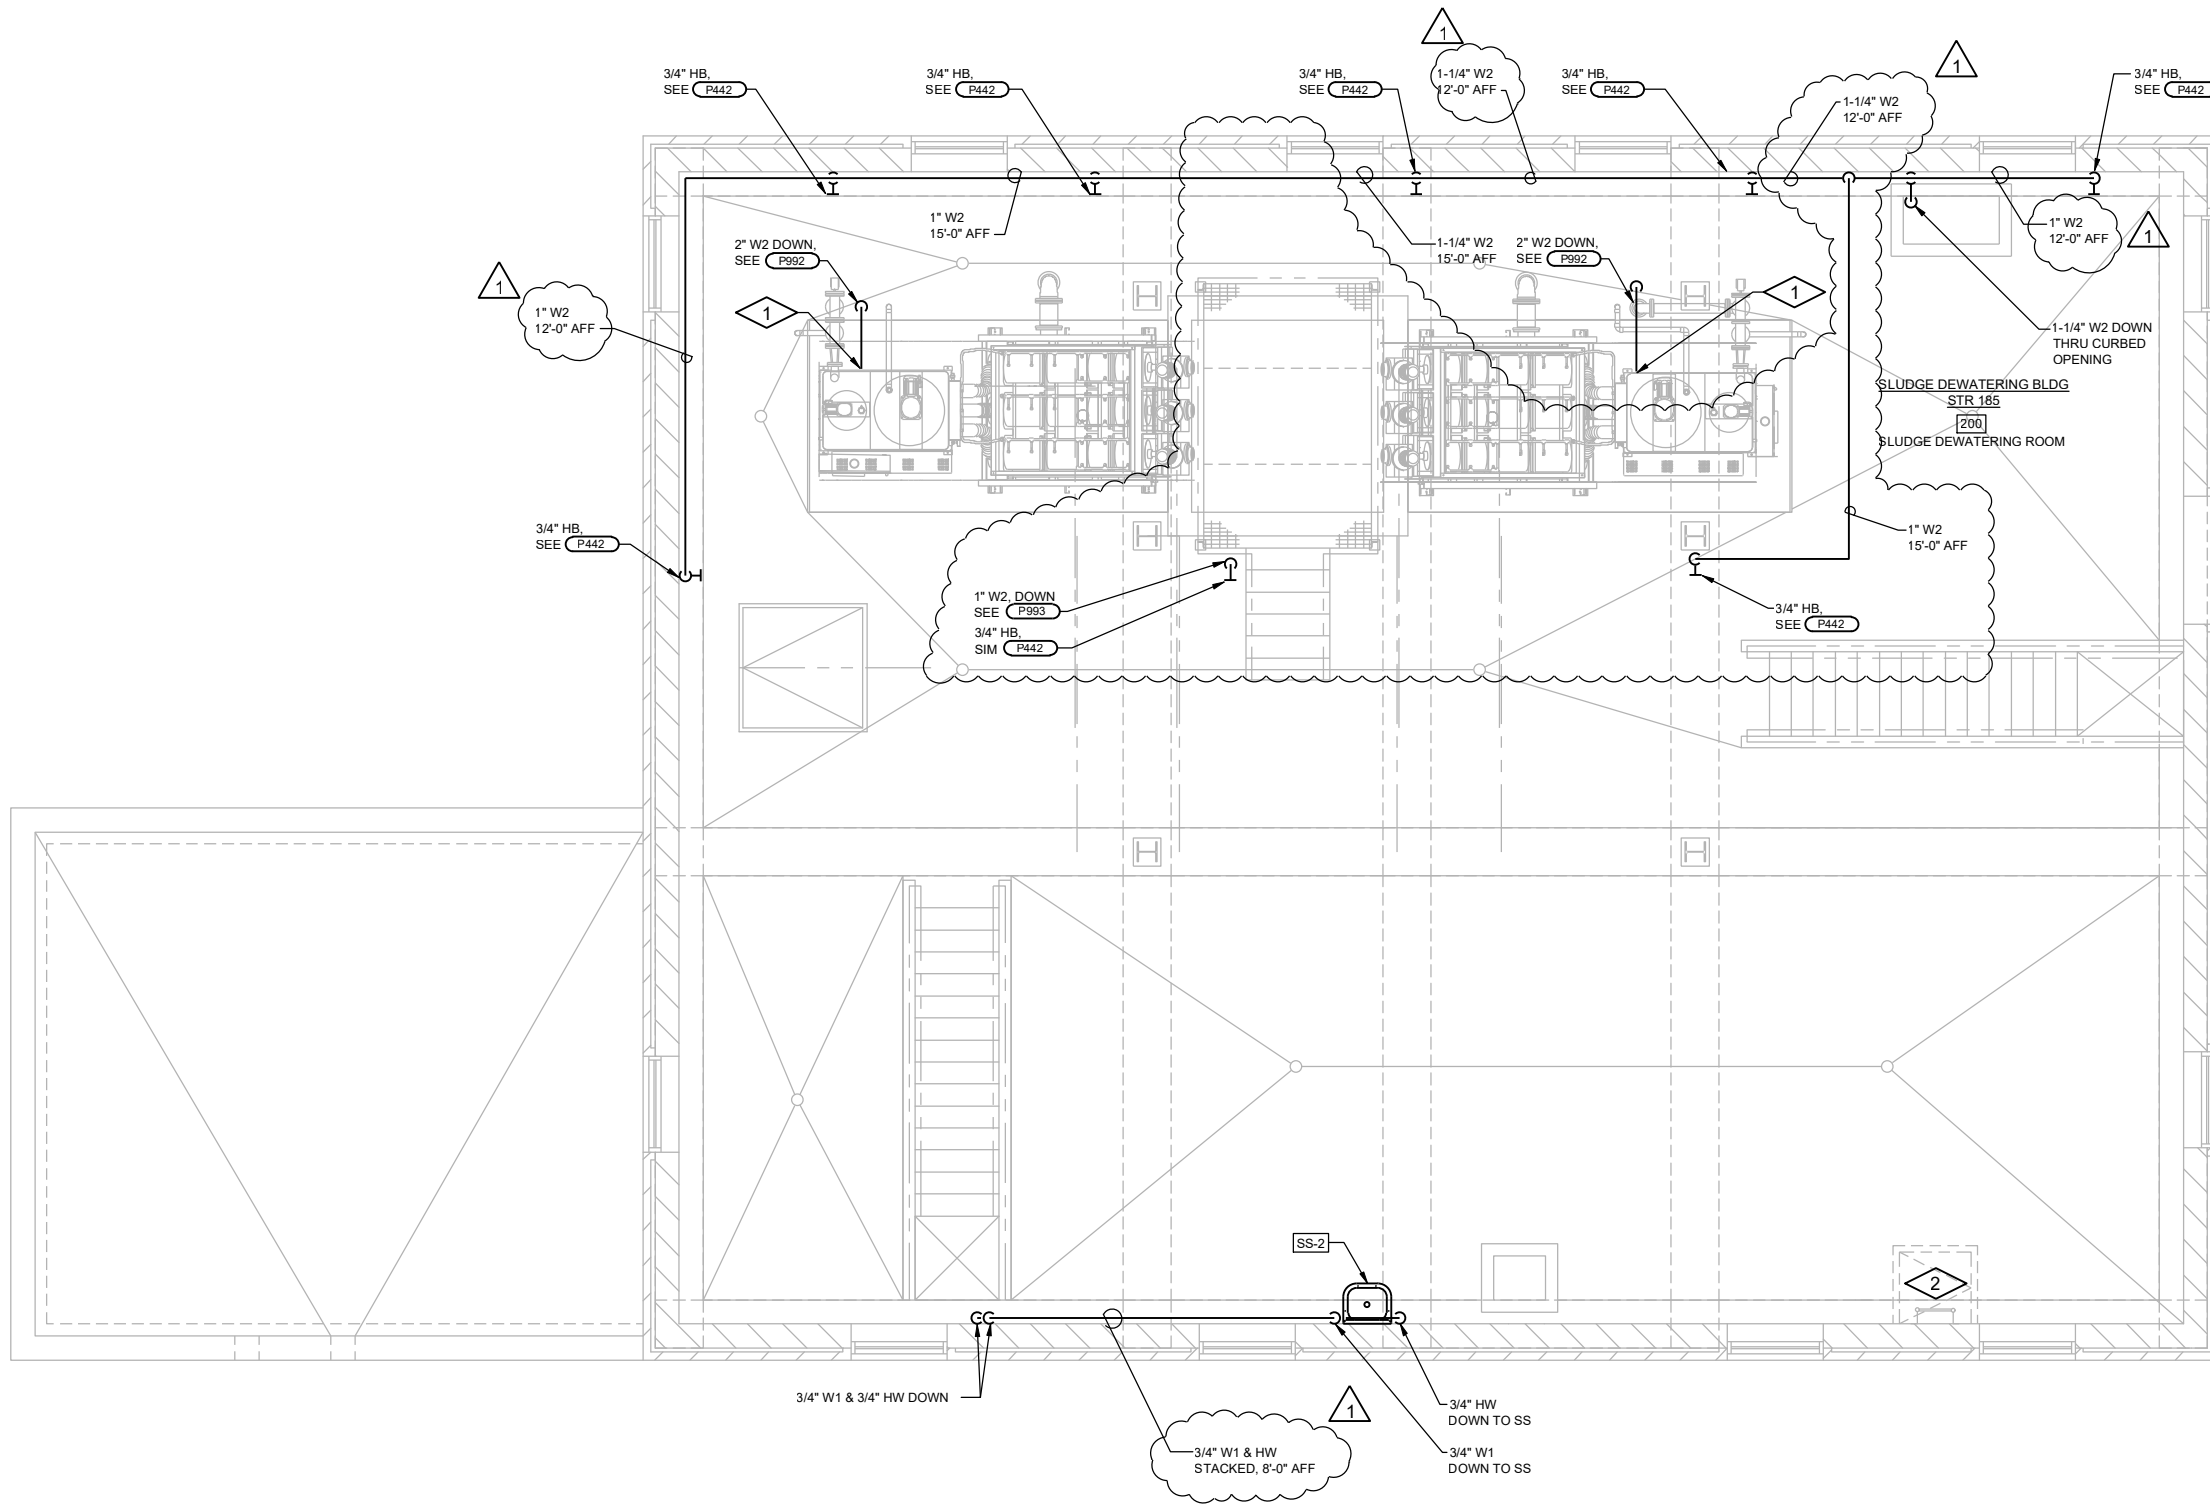 1
1
3/4" HB,
SEE P442
3/4" HB,
SEE P442
3/4" HB,
SEE P442
1-1/4" W2
12'-0" AFF
3/4" HB,
SEE P442
1-1/4" W2
12'-0" AFF
3/4" HB,
SEE P442
1" W2
15'-0" AFF
2" W2 DOWN,
SEE P992
1-1/4" W2
15'-0" AFF
2" W2 DOWN,
SEE P992
1" W2
12'-0" AFF
1
1
1" W2
12'-0" AFF
1
1
1-1/4" W2 DOWN
THRU CURBED
OPENING
SLUDGE DEWATERING BLDG
STR 185
200
SLUDGE DEWATERING ROOM
3/4" HB,
SEE P442
1" W2
15'-0" AFF
1" W2, DOWN
SEE P993
3/4" HB,
SIM P442
3/4" HB,
SEE P442
SS-2
2
3/4" W1 & 3/4" HW DOWN
1
3/4" HW
DOWN TO SS
3/4" W1 & HW
STACKED, 8'-0" AFF
3/4" W1
DOWN TO SS